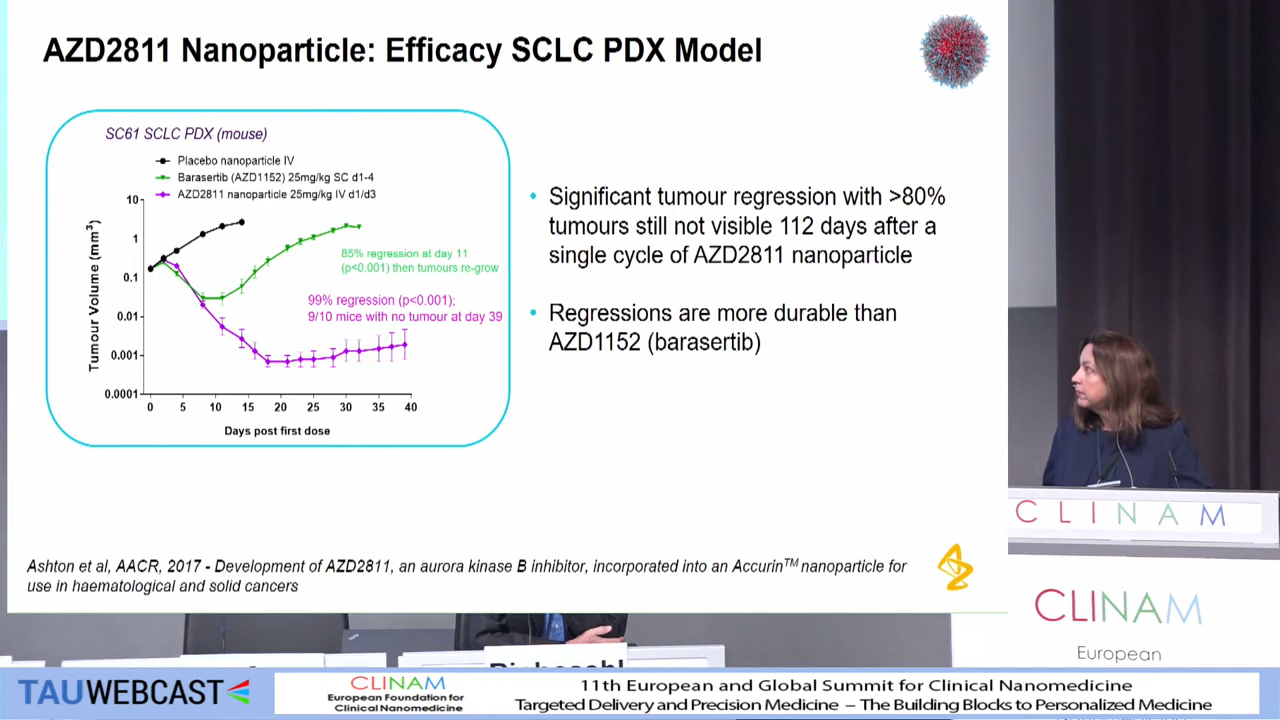 AZD2811 Nanoparticle: Efficacy SCLC PDX Model
SC61 SCLC PDX (mouse)
Placebo nanoparticle IV
Barasertib (AZD1152) 25mg/kg SC d1-4
AZD2811 nanoparticle 25mg/kg IV d1/d3
Tumour Volume (mm³)
10
1
0.1
0.01
0.001
0.0001
85% regression at day 11
(p<0.001) then tumours re-grow
99% regression (p<0.001);
9/10 mice with no tumour at day 39
0 5 10 15 20 25 30 35 40
Days post first dose
• Significant tumour regression with >80%
tumours still not visible 112 days after a
single cycle of AZD2811 nanoparticle
• Regressions are more durable than
AZD1152 (barasertib)
Ashton et al, AACR, 2017 - Development of AZD2811, an aurora kinase B inhibitor, incorporated into an Accurin™ nanoparticle for
use in haematological and solid cancers
CLINAM
CLINAM
European
TAUWEBCAST
CLINAM
European Foundation for
Clinical Nanomedicine
11th European and Global Summit for Clinical Nanomedicine
Targeted Delivery and Precision Medicine – The Building Blocks to Personalized Medicine